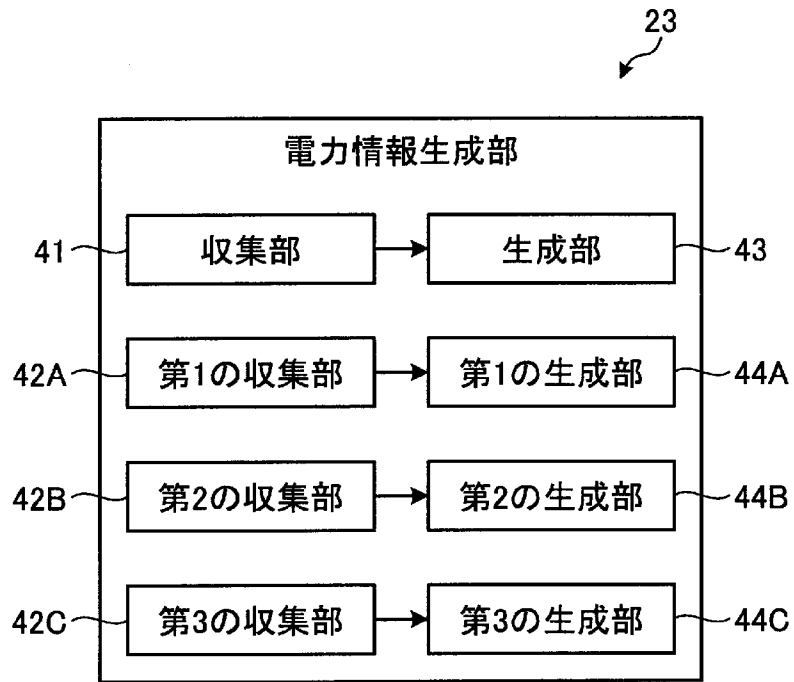 23
電力情報生成部
41 収集部 生成部 43
42A 第1の収集部 第1の生成部 44A
42B 第2の収集部 第2の生成部 44B
42C 第3の収集部 第3の生成部 44C